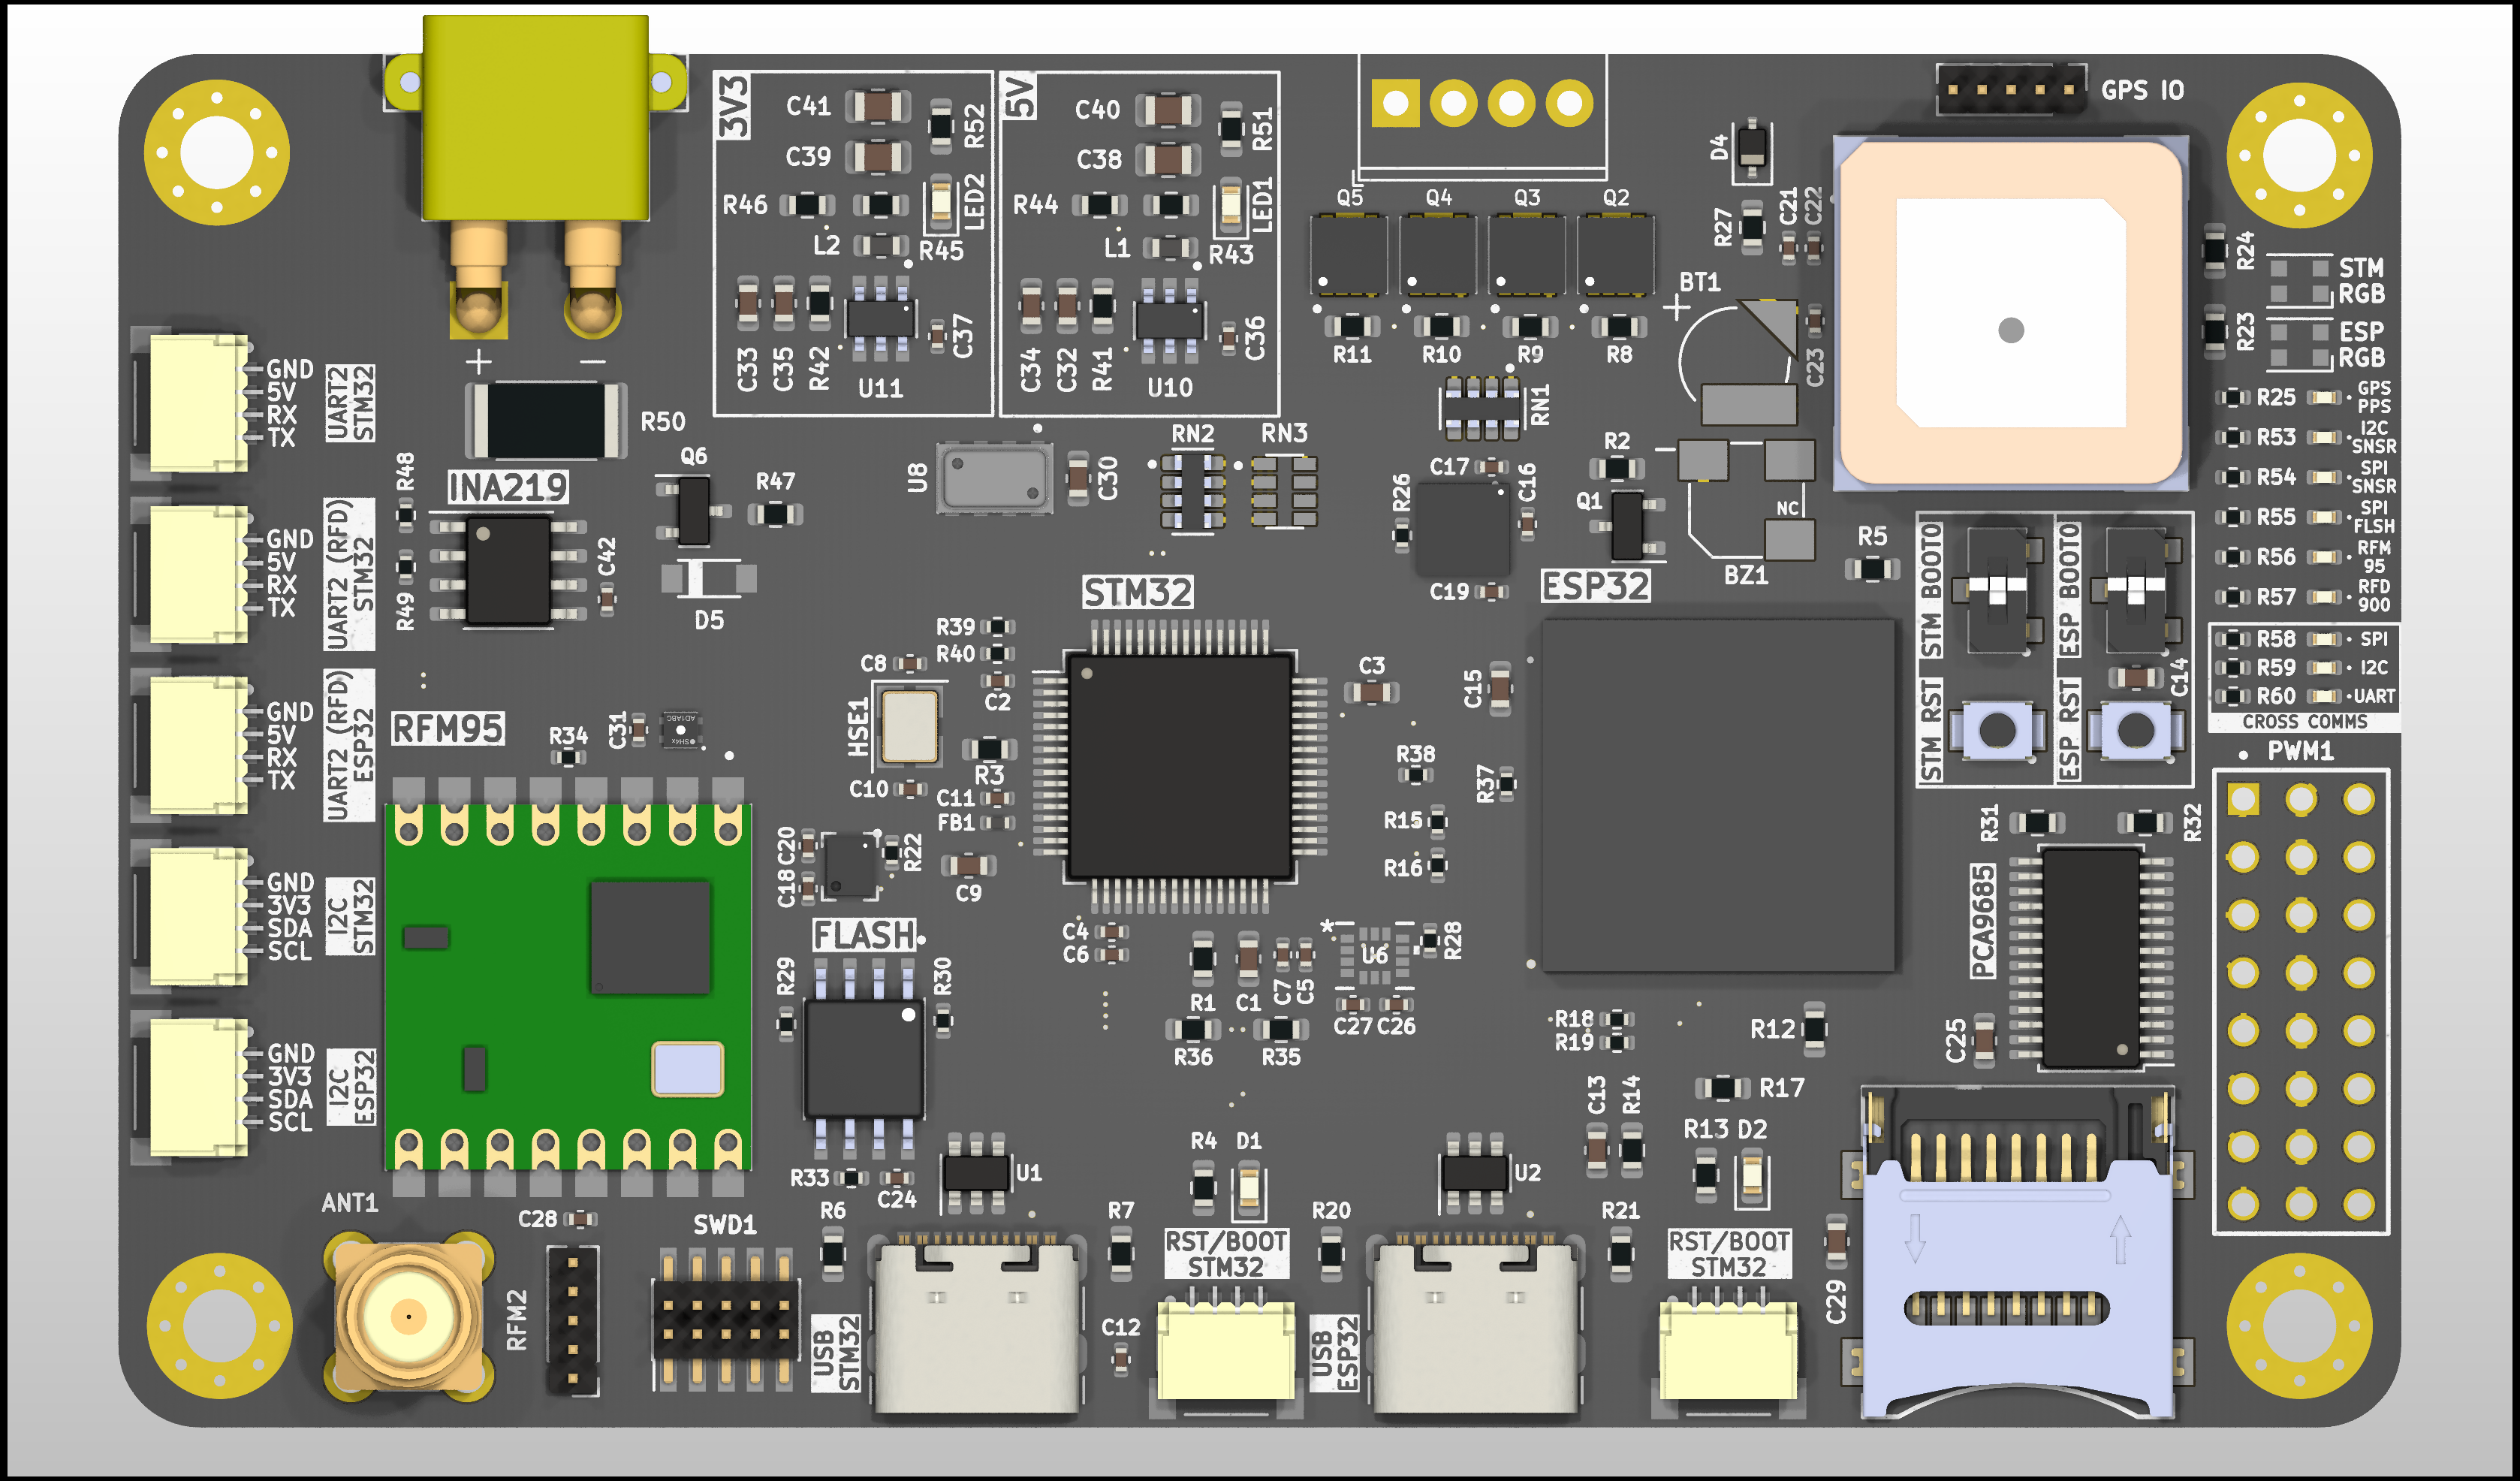 GPS IO
3V3
C41
R52
C39
R46
LED2
L2
R45
C33
C35
R42
U11
C37
5V
C40
R51
C38
R44
LED1
L1
R43
C34
C32
R41
U10
C36
Q5
Q4
Q3
Q2
R11
R10
R9
R8
RN1
D4
R27
C21
C22
BT1
+
C23
R24
STM
RGB
R23
ESP
RGB
R25
GPS
PPS
R53
I2C
SNSR
R54
SPI
SNSR
R55
SPI
FLSH
R56
RFM
95
R57
RFD
900
R58
SPI
R59
I2C
R60
UART
CROSS COMMS
PWM1
+
−
R50
GND
5V
RX
TX
UART2
STM32
GND
5V
RX
TX
UART2 (RFD)
STM32
GND
5V
RX
TX
UART2 (RFD)
ESP32
GND
3V3
SDA
SCL
I2C
STM32
GND
3V3
SDA
SCL
I2C
ESP32
R48
R49
INA219
C42
Q6
R47
D5
U8
C30
RN2
RN3
C17
C16
R26
C19
R2
Q1
ESP32
NC
BZ1
−
R5
STM BOOT0
ESP BOOT0
STM RST
ESP RST
C14
STM32
R39
R40
C2
C8
HSE1
C10
R3
C11
FB1
C9
C3
C15
R38
R37
R15
R16
RFM95
R34
C31
AD1ABC
SH4x
C20
C18
R22
FLASH
R29
R30
R33
C24
C4
C6
R1
C1
C7
C5
*
U6
R28
C27
C26
R36
R35
R18
R19
R12
R17
C13
R14
R13
D2
R31
R32
PCA9685
C25
C29
ANT1
C28
RFM2
SWD1
R6
U1
R7
USB
STM32
C12
R4
D1
RST/BOOT
STM32
R20
U2
R21
USB
ESP32
RST/BOOT
STM32